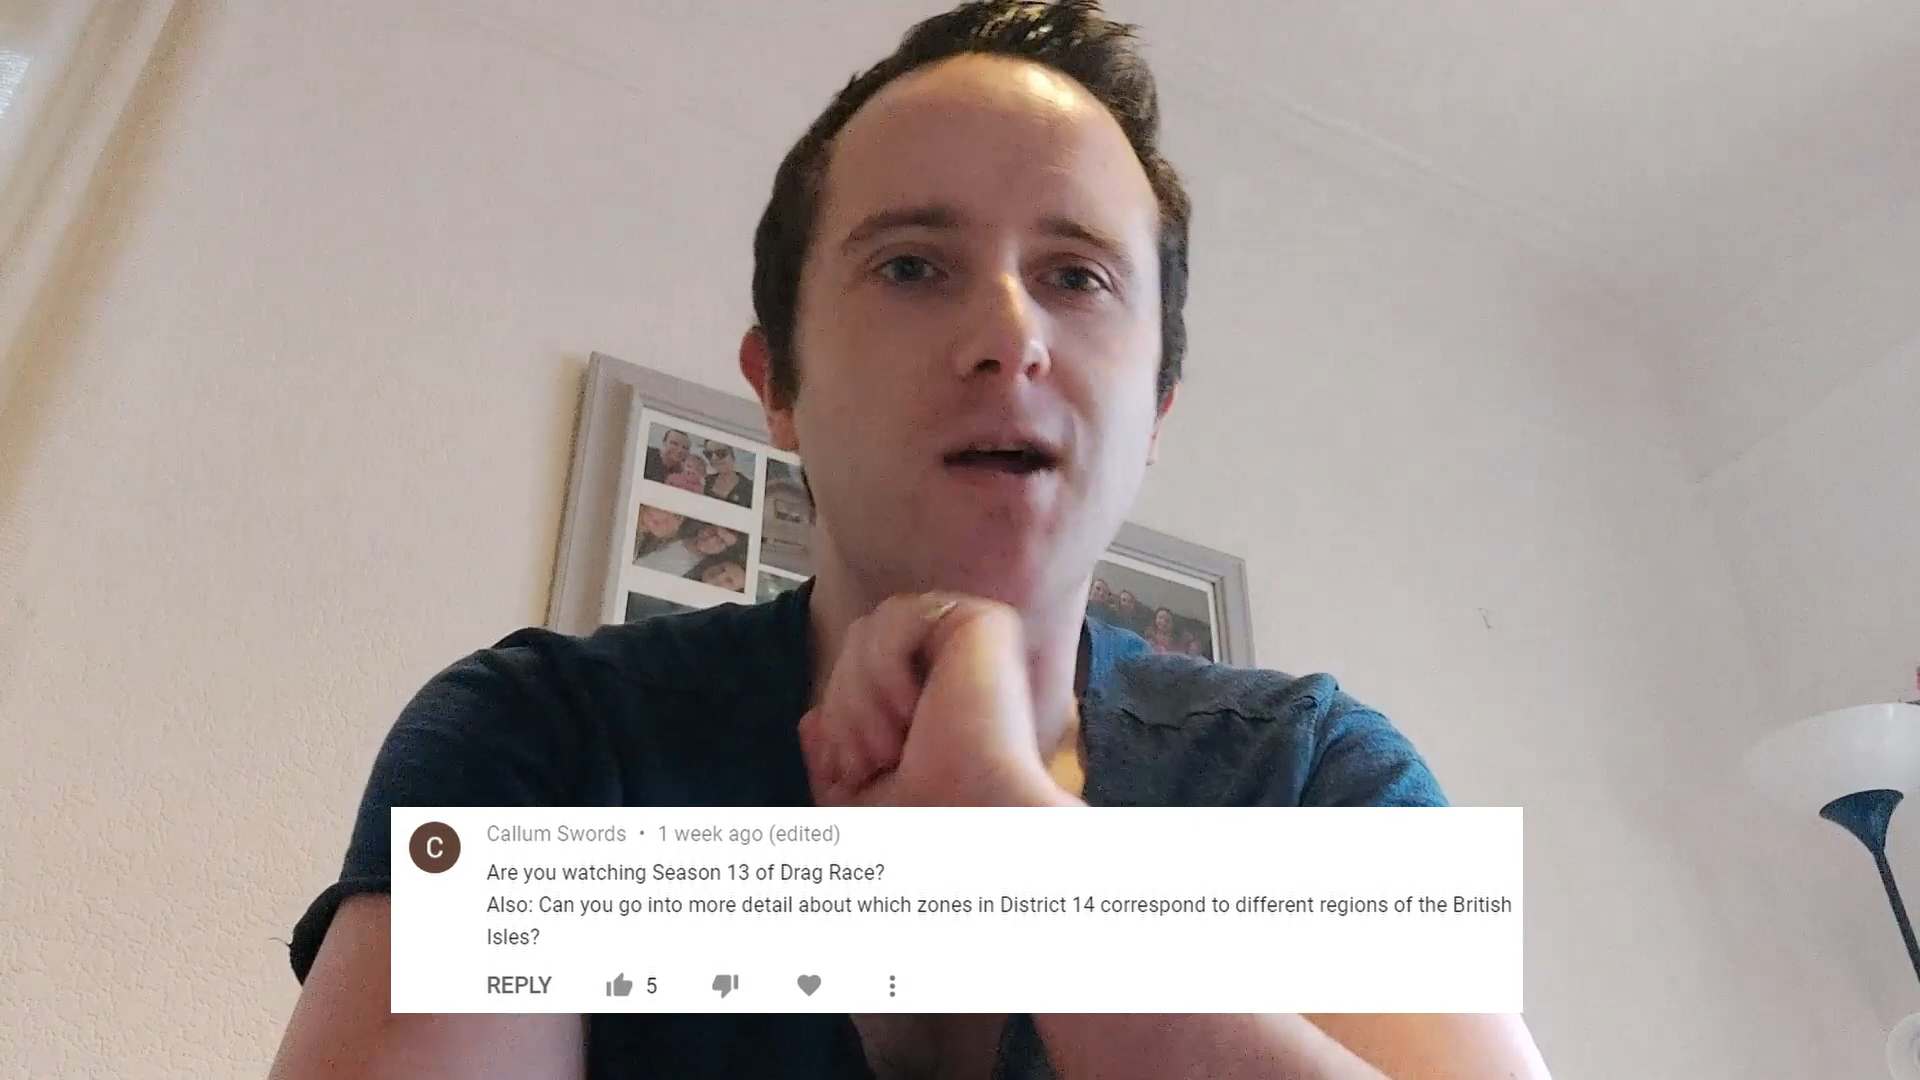 C
Callum Swords • 1 week ago (edited)
Are you watching Season 13 of Drag Race?
Also: Can you go into more detail about which zones in District 14 correspond to different regions of the British
Isles?
REPLY 5